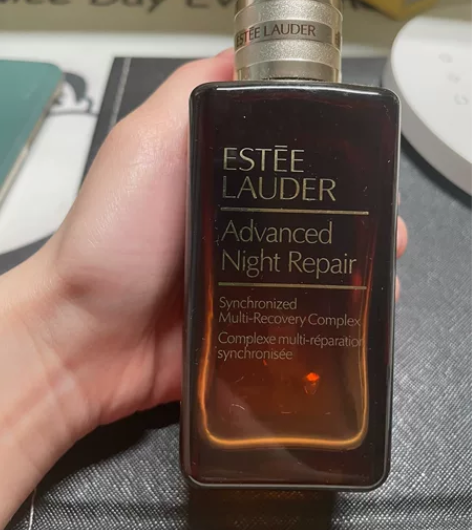 ESTĒE LAUDER
ESTĒE
LAUDER
Advanced
Night Repair
Synchronized
Multi-Recovery Complex
Complexe multi-réparation
synchronisée